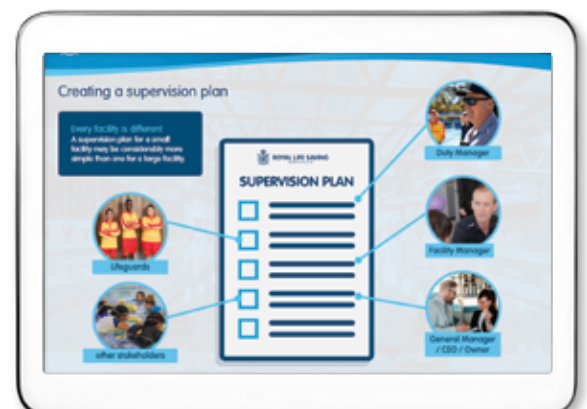 Creating a supervision plan
Every facility is different
A supervision plan for a small
facility may be considerably more
simple than one for a large facility.
ROYAL LIFE SAVING
SUPERVISION PLAN
Duty Manager
Lifeguards
Facility Manager
other stakeholders
General Manager
/ CEO / Owner